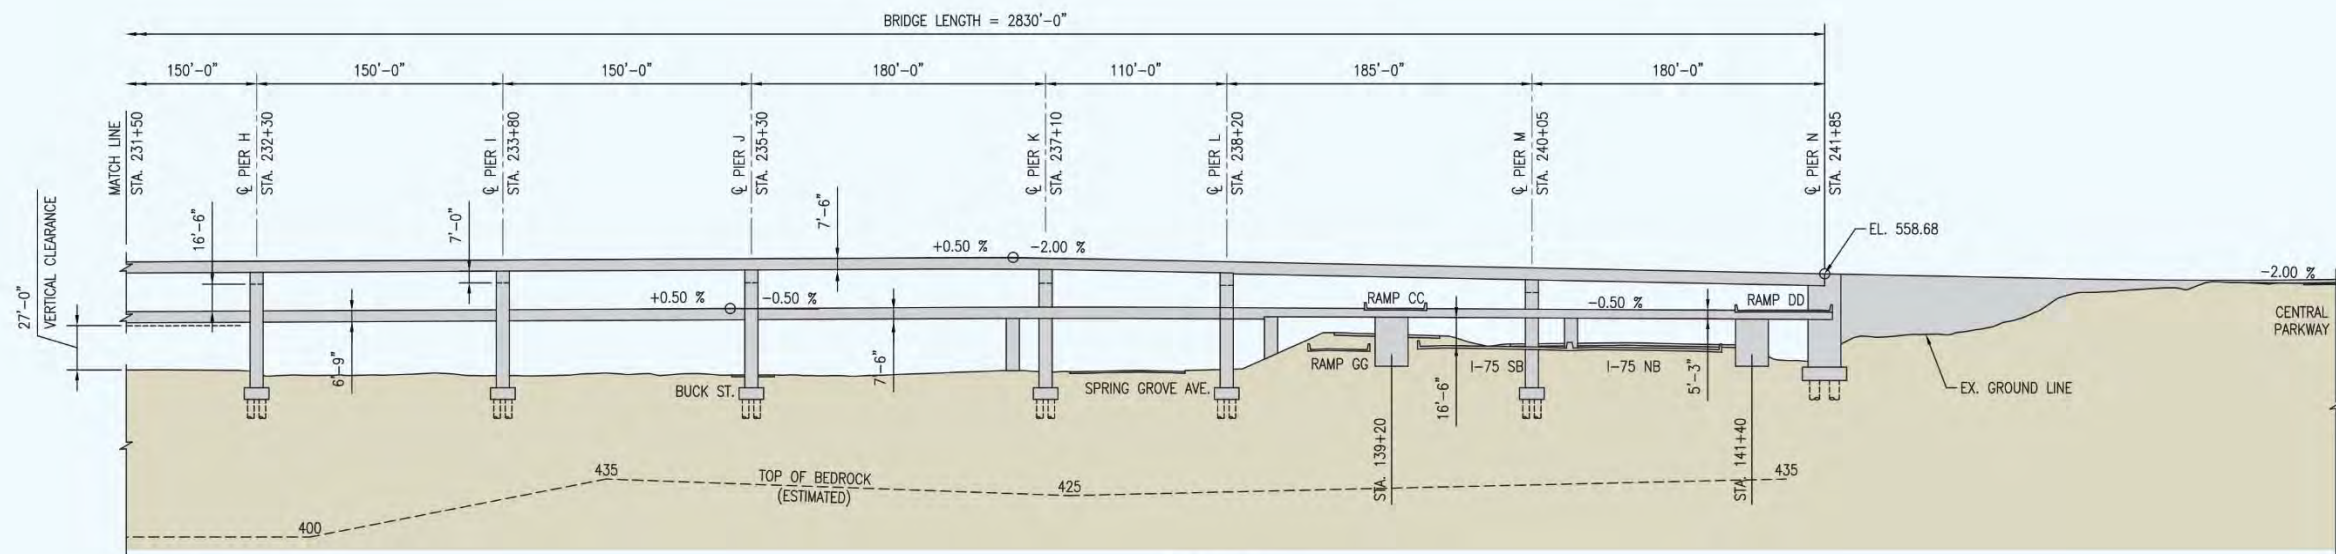 BRIDGE LENGTH = 2830'-0"
150'-0"
150'-0"
150'-0"
180'-0"
110'-0"
185'-0"
180'-0"
MATCH LINE
STA. 231+50
℄ PIER H
STA. 232+30
℄ PIER I
STA. 233+80
℄ PIER J
STA. 235+30
℄ PIER K
STA. 237+10
℄ PIER L
STA. 238+20
℄ PIER M
STA. 240+05
℄ PIER N
STA. 241+85
27'-0"
VERTICAL CLEARANCE
16'-6"
7'-0"
7'-6"
+0.50 %
-2.00 %
EL. 558.68
-2.00 %
+0.50 %
-0.50 %
RAMP CC
-0.50 %
RAMP DD
CENTRAL
PARKWAY
6'-9"
7'-6"
BUCK ST.
SPRING GROVE AVE.
RAMP GG
I-75 SB
16'-6"
I-75 NB
5'-3"
EX. GROUND LINE
STA. 139+20
STA. 141+40
400
435
TOP OF BEDROCK
(ESTIMATED)
425
435